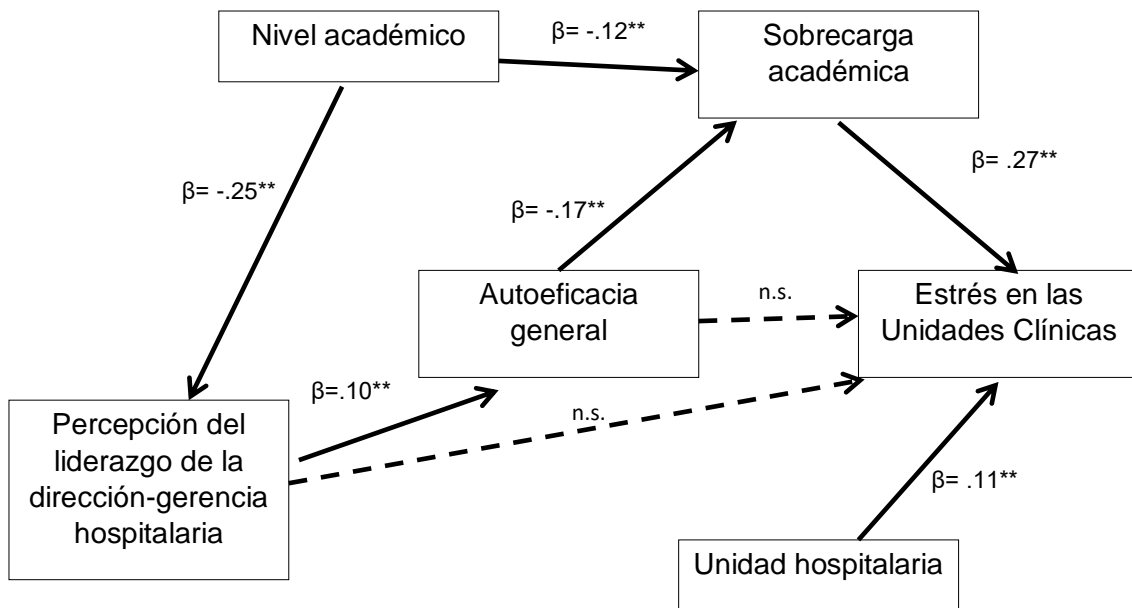 Nivel académico
β= -.12**
Sobrecarga
académica
β= -.25**
β= -.17**
β= .27**
Autoeficacia
general
n.s.
Estrés en las
Unidades Clínicas
β=.10**
n.s.
Percepción del
liderazgo de la
dirección-gerencia
hospitalaria
β= .11**
Unidad hospitalaria